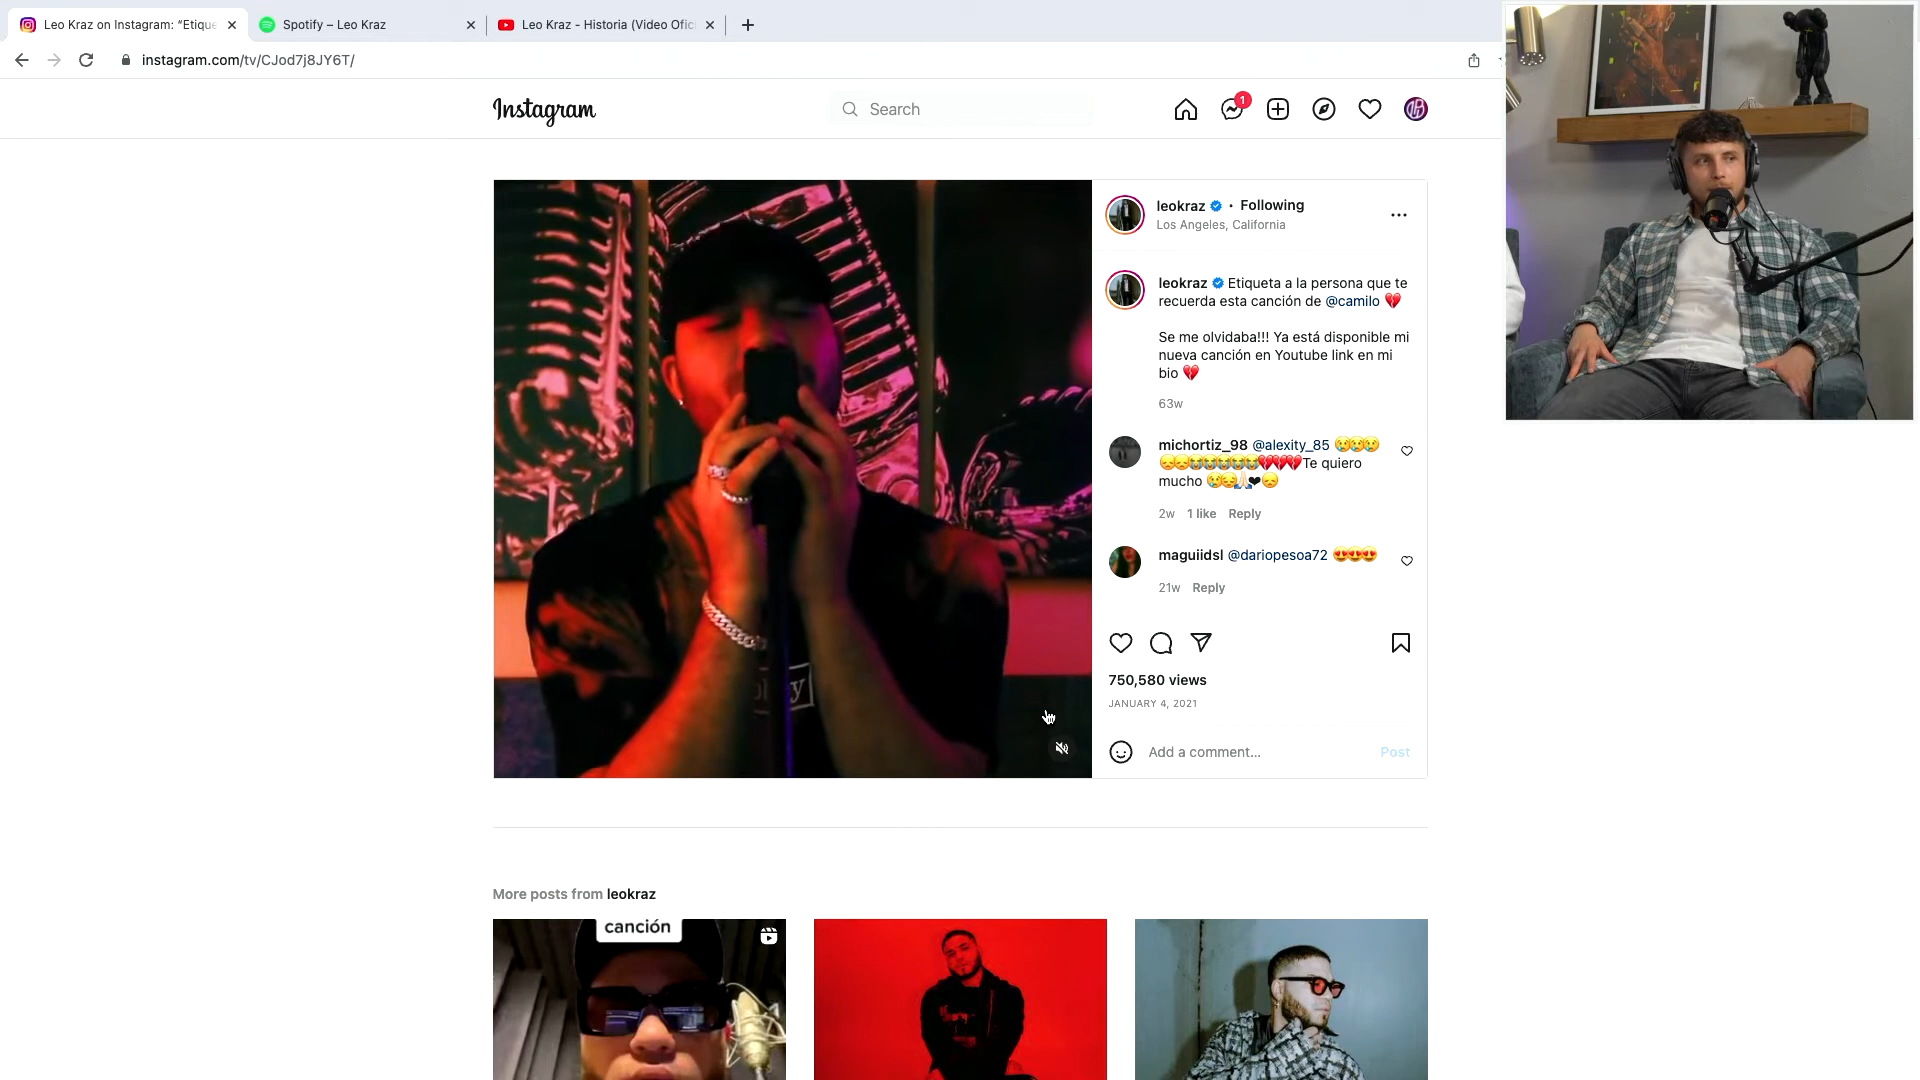 Leo Kraz on Instagram: “Etique
Spotify – Leo Kraz
Leo Kraz - Historia (Video Ofic
instagram.com/tv/CJod7j8JY6T/
Instagram
Search
1
leokraz • Following
Los Angeles, California
leokraz Etiqueta a la persona que te
recuerda esta canción de @camilo 💔
Se me olvidaba!!! Ya está disponible mi
nueva canción en Youtube link en mi
bio 💔
63w
michortiz_98 @alexity_85 😢😢😢
😞😞😭😭😭😭😭💔💔💔Te quiero
mucho 😢😔🙏🏻❤😞
2w 1 like Reply
maguiidsl @dariopesoa72 😍😍😍
21w Reply
750,580 views
JANUARY 4, 2021
Add a comment...
Post
More posts from leokraz
canción